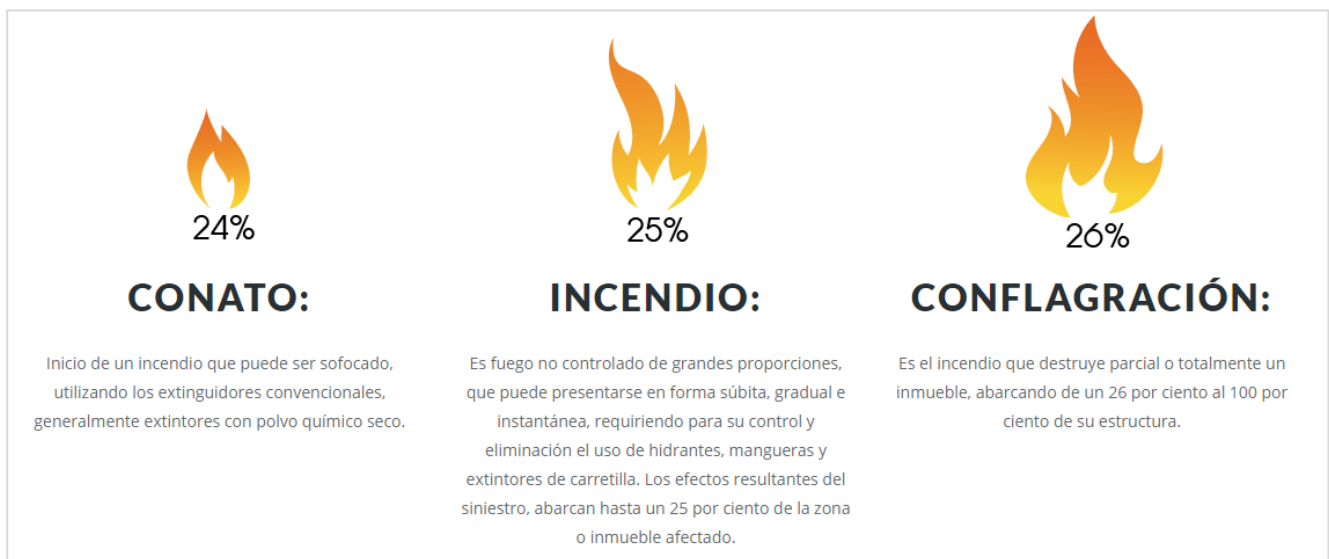 24%
CONATO:
Inicio de un incendio que puede ser sofocado,
utilizando los extinguidores convencionales,
generalmente extintores con polvo químico seco.
25%
INCENDIO:
Es fuego no controlado de grandes proporciones,
que puede presentarse en forma súbita, gradual e
instantánea, requiriendo para su control y
eliminación el uso de hidrantes, mangueras y
extintores de carretilla. Los efectos resultantes del
siniestro, abarcan hasta un 25 por ciento de la zona
o inmueble afectado.
26%
CONFLAGRACIÓN:
Es el incendio que destruye parcial o totalmente un
inmueble, abarcando de un 26 por ciento al 100 por
ciento de su estructura.